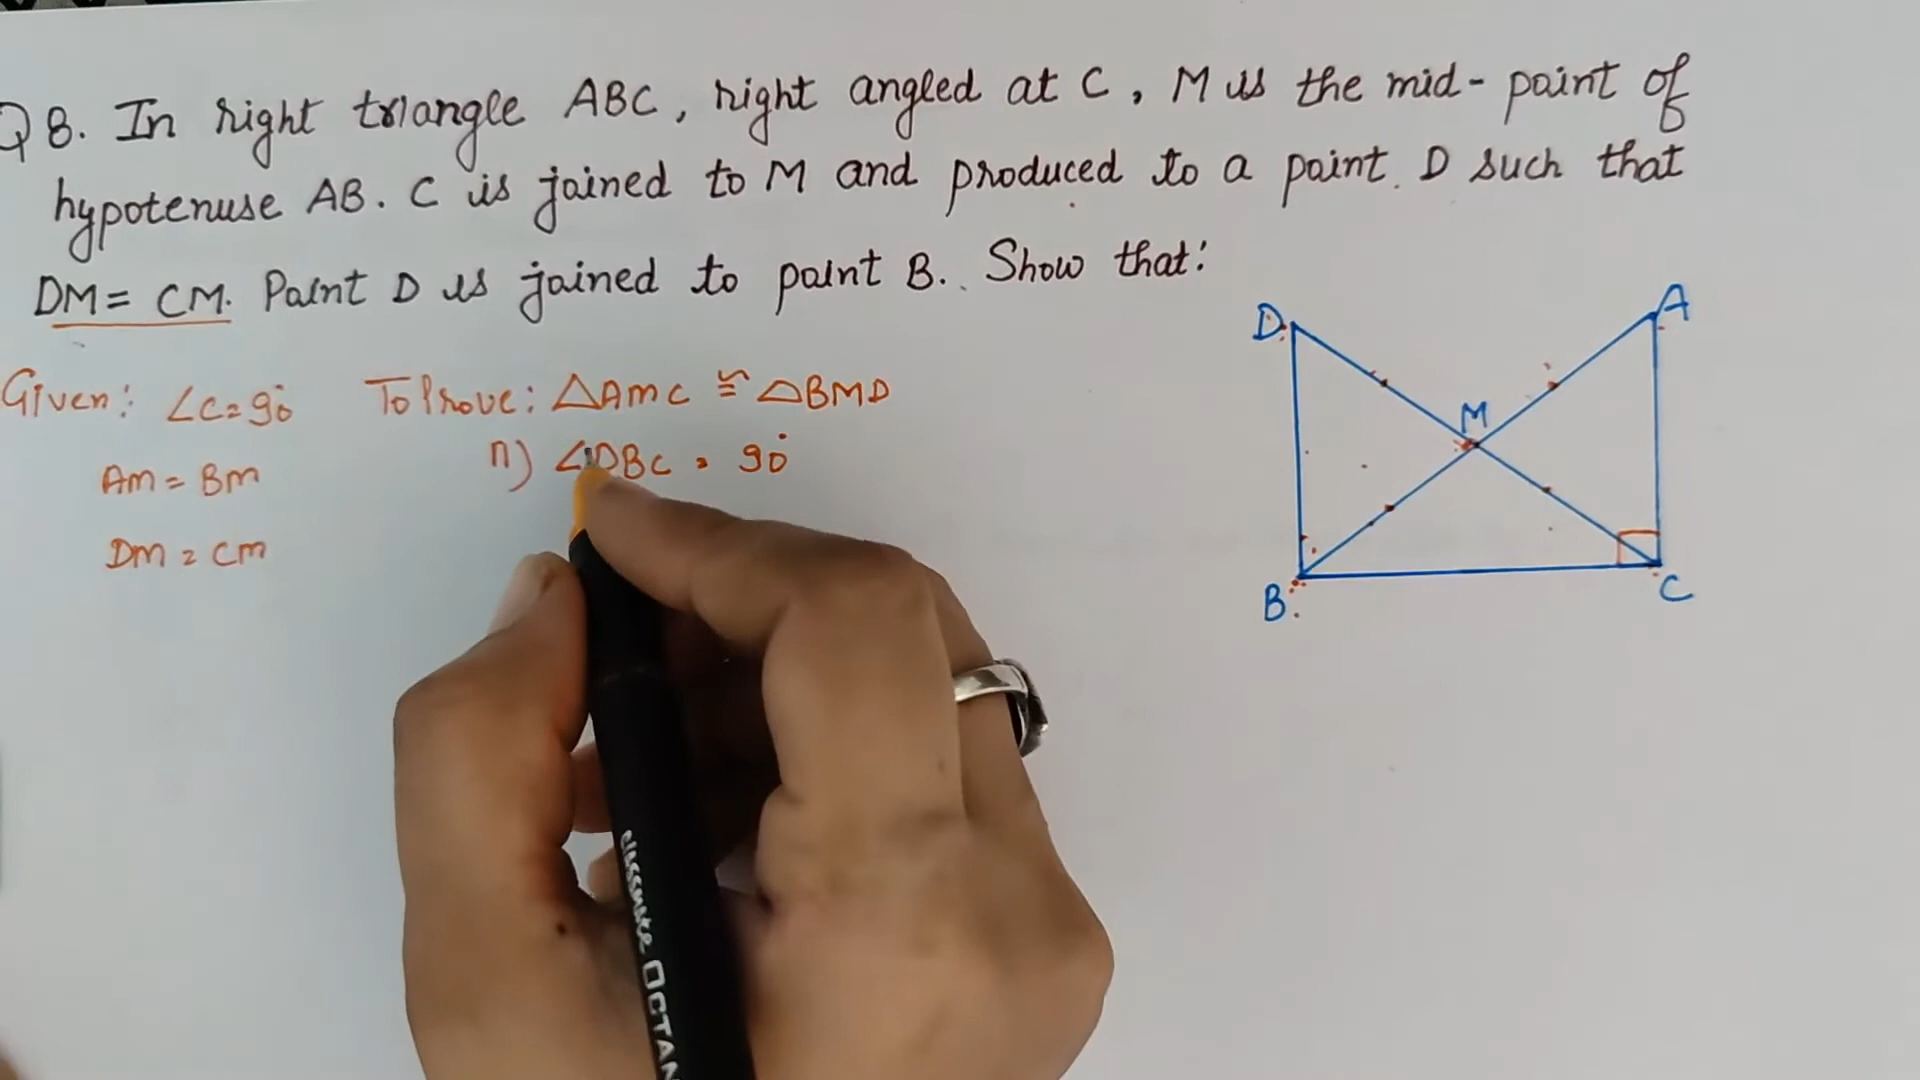 Q8. In right triangle ABC, right angled at C, M is the mid-point of
hypotenuse AB. C is joined to M and produced to a point D such that
DM = CM. Point D is joined to point B. Show that:
Given: ∠C=90° To Prove: △AMC ≅ △BMD
AM = BM
II) ∠DBC = 90°
DM = CM
D
A
M
B
C
classmate OCTAN